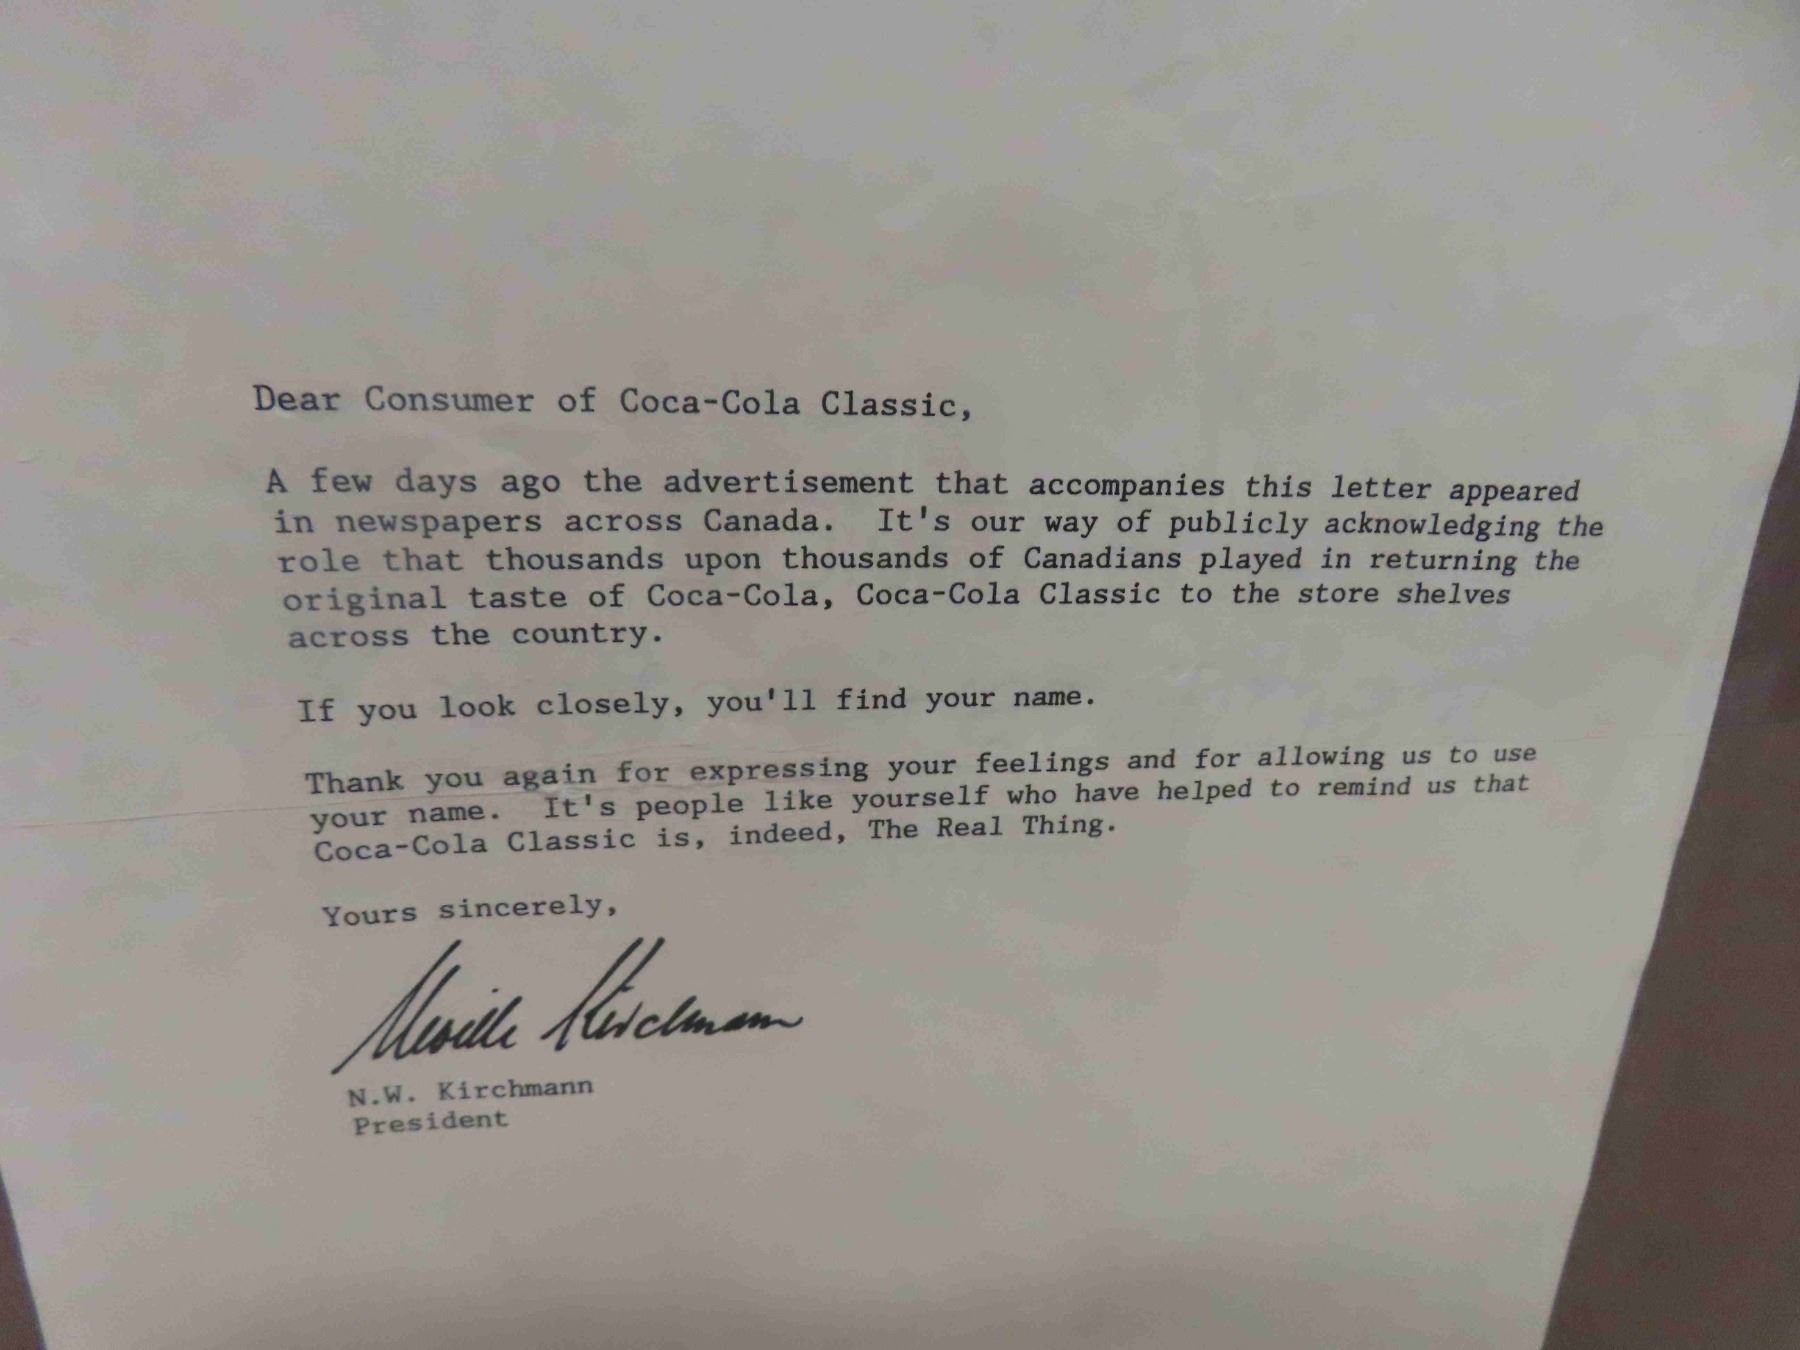 Dear Consumer of Coca-Cola Classic,
A few days ago the advertisement that accompanies this letter appeared
in newspapers across Canada. It's our way of publicly acknowledging the
role that thousands upon thousands of Canadians played in returning the
original taste of Coca-Cola, Coca-Cola Classic to the store shelves
across the country.
If you look closely, you'll find your name.
Thank you again for expressing your feelings and for allowing us to use
your name. It's people like yourself who have helped to remind us that
Coca-Cola Classic is, indeed, The Real Thing.
Yours sincerely,
Neville Kirchmann
N.W. Kirchmann
President